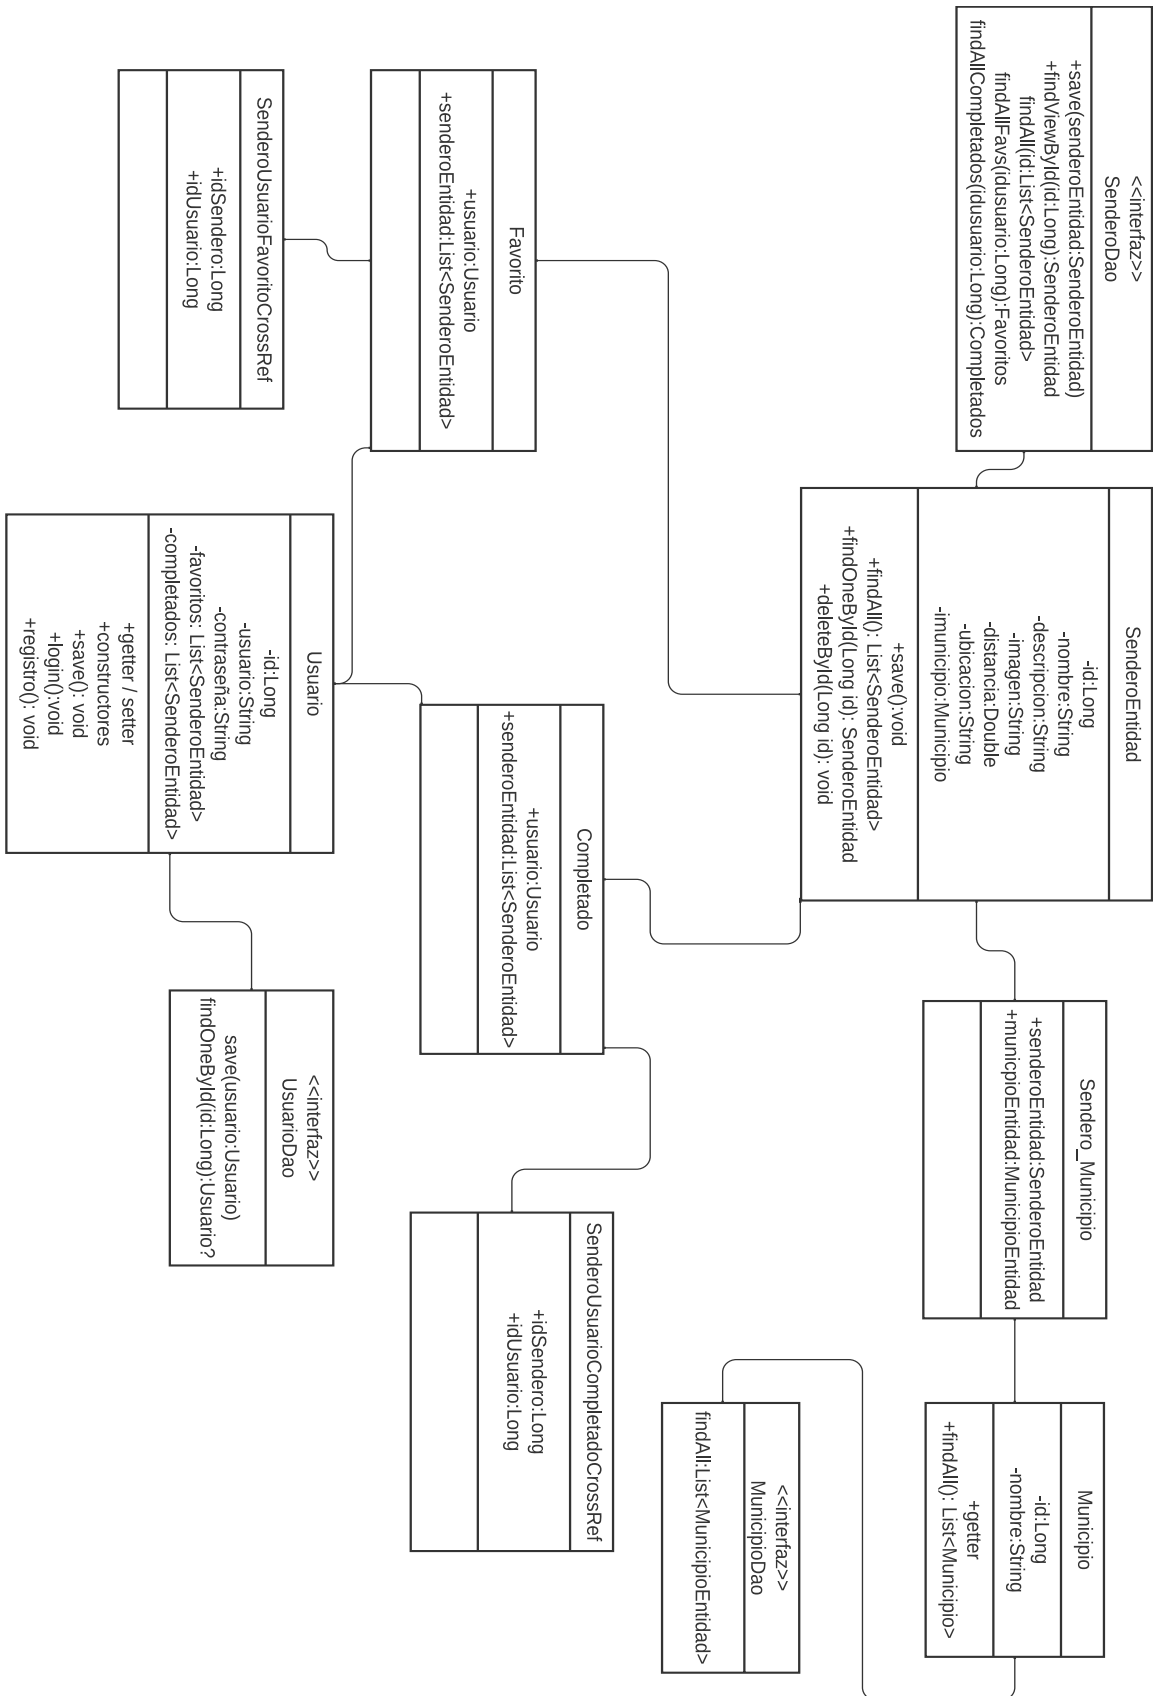 <<interfaz>>
SenderoDao
+save(senderoEntidad:SenderoEntidad)
+findViewById(id:Long):SenderoEntidad
findAll(id:List<SenderoEntidad>
findAllFavs(idusuario:Long):Favoritos
findAllCompletados(idusuario:Long):Completados
SenderoEntidad
-id:Long
-nombre:String
-descripcion:String
-imagen:String
-distancia:Double
-ubicacion:String
-imunicipio:Municipio
+save():void
+findAll(): List<SenderoEntidad>
+findOneById(Long id): SenderoEntidad
+deleteById(Long id): void
Sendero_Municipio
+senderoEntidad:SenderoEntidad
+municpioEntidad:MunicipioEntidad
Municipio
-id:Long
-nombre:String
+getter
+findAll(): List<Municipio>
<<interfaz>>
MunicipioDao
findAll:List<MunicipioEntidad>
Favorito
+usuario:Usuario
+senderoEntidad:List<SenderoEntidad>
Completado
+usuario:Usuario
+senderoEntidad:List<SenderoEntidad>
SenderoUsuarioCompletadoCrossRef
+idSendero:Long
+idUsuario:Long
SenderoUsuarioFavoritoCrossRef
+idSendero:Long
+idUsuario:Long
Usuario
-id:Long
-usuario:String
-contraseña:String
-favoritos: List<SenderoEntidad>
-completados: List<SenderoEntidad>
+getter / setter
+constructores
+save(): void
+login():void
+registro(): void
<<interfaz>>
UsuarioDao
save(usuario:Usuario)
findOneById(id:Long):Usuario?